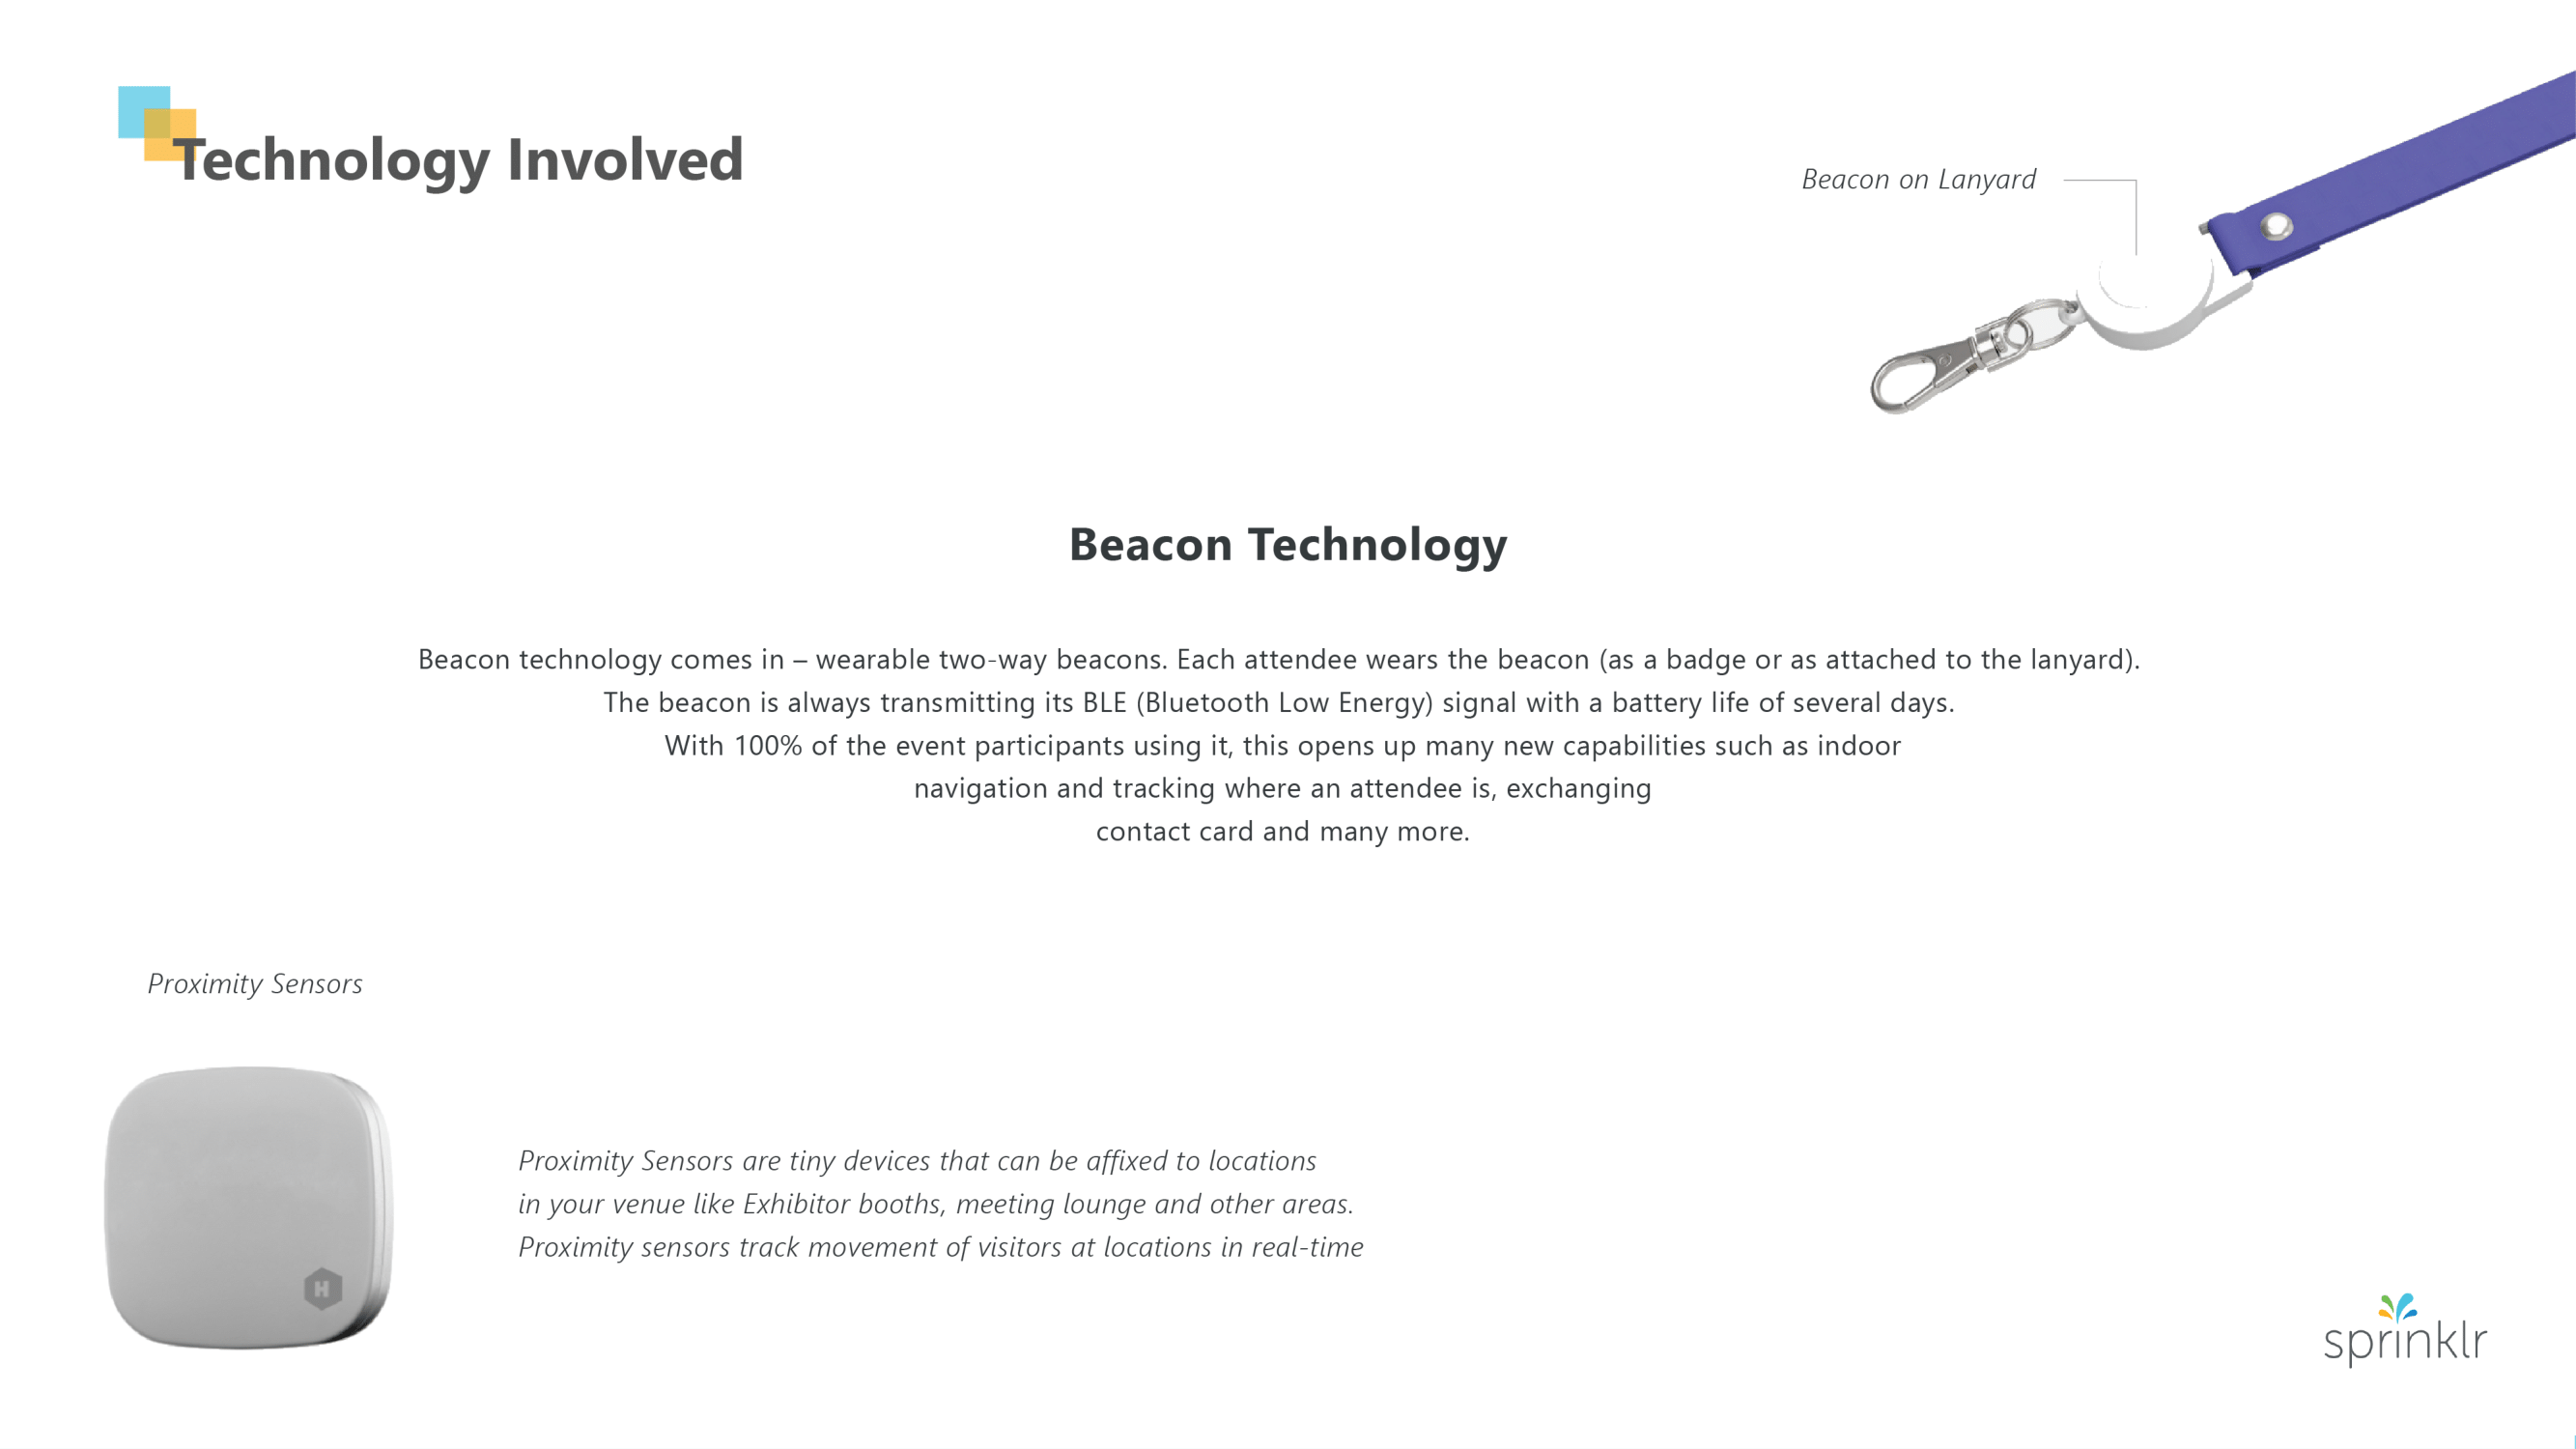 Technology Involved
Beacon on Lanyard
Beacon Technology
Beacon technology comes in – wearable two-way beacons. Each attendee wears the beacon (as a badge or as attached to the lanyard).
The beacon is always transmitting its BLE (Bluetooth Low Energy) signal with a battery life of several days.
With 100% of the event participants using it, this opens up many new capabilities such as indoor
navigation and tracking where an attendee is, exchanging
contact card and many more.
Proximity Sensors
Proximity Sensors are tiny devices that can be affixed to locations
in your venue like Exhibitor booths, meeting lounge and other areas.
Proximity sensors track movement of visitors at locations in real-time
H
sprinklr